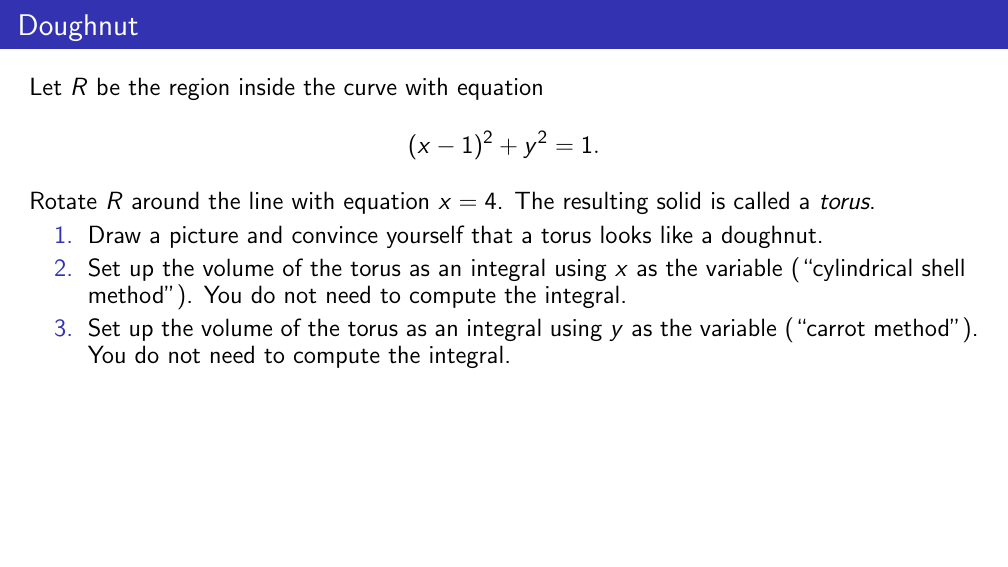 Doughnut
Let R be the region inside the curve with equation
(x − 1)² + y² = 1.
Rotate R around the line with equation x = 4. The resulting solid is called a torus.
1. Draw a picture and convince yourself that a torus looks like a doughnut.
2. Set up the volume of the torus as an integral using x as the variable (“cylindrical shell
method”). You do not need to compute the integral.
3. Set up the volume of the torus as an integral using y as the variable (“carrot method”).
You do not need to compute the integral.